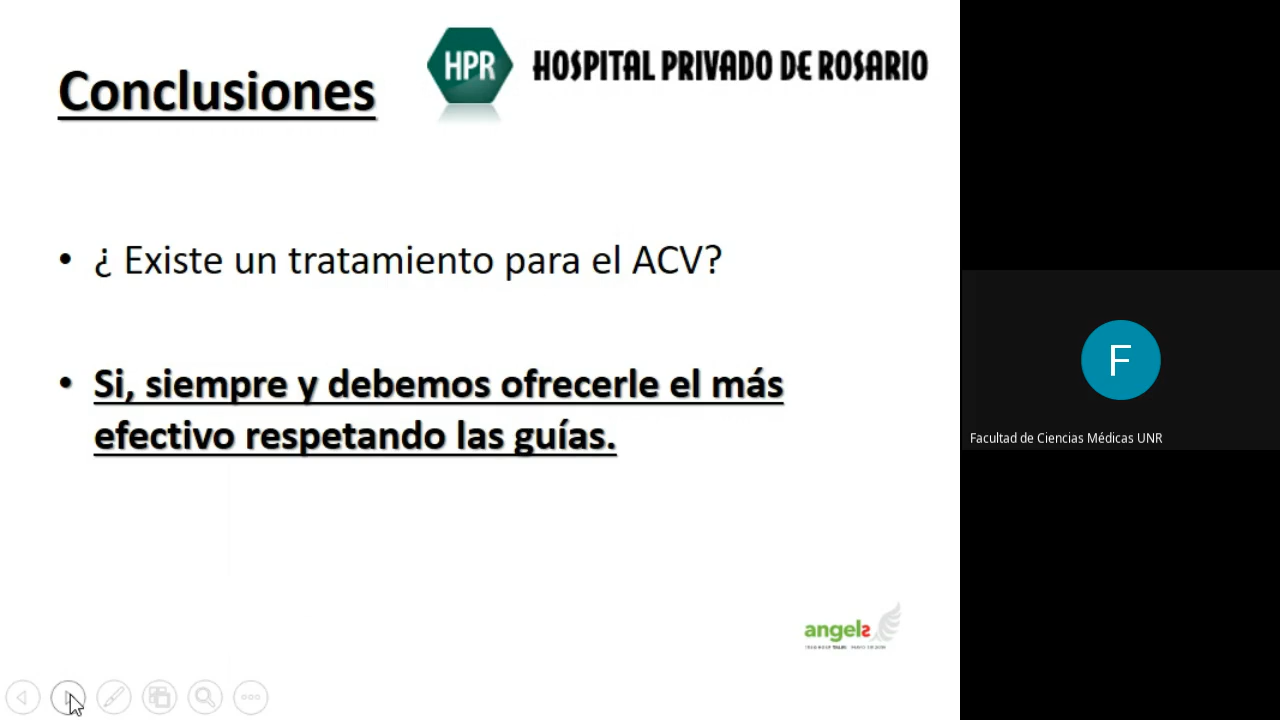 HPR
HOSPITAL PRIVADO DE ROSARIO
Conclusiones
• ¿ Existe un tratamiento para el ACV?
• Si, siempre y debemos ofrecerle el más
efectivo respetando las guías.
F
Facultad de Ciencias Médicas UNR
angels